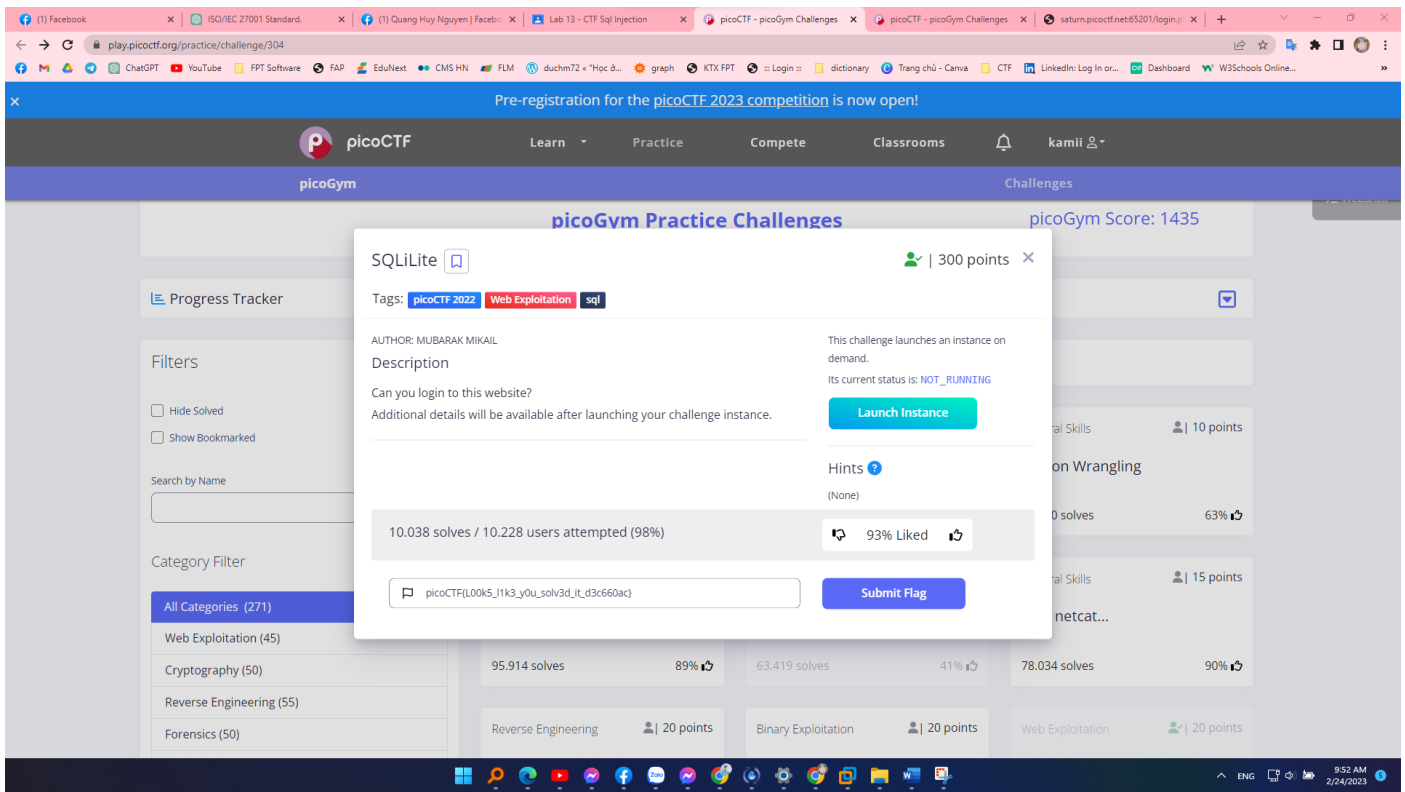 (1) Facebook
ISO/IEC 27001 Standard.
(1) Quang Huy Nguyen | Facebo
Lab 13 - CTF Sql Injection
picoCTF - picoGym Challenges
picoCTF - picoGym Challenges
saturn.picoctf.net:65201/login.p
play.picoctf.org/practice/challenge/304
ChatGPT YouTube FPT Software FAP EduNext CMS HN FLM duchm72 « "Học ở... graph KTX FPT :: Login :: dictionary Trang chủ - Canva CTF LinkedIn: Log In or... Dashboard W3Schools Online... »
Pre-registration for the picoCTF 2023 competition is now open!
picoCTF Learn Practice Compete Classrooms kamii
picoGym Challenges
picoGym Practice Challenges
picoGym Score: 1435
SQLiLite | 300 points
Progress Tracker
Tags: picoCTF 2022 Web Exploitation sql
AUTHOR: MUBARAK MIKAIL
Description
Can you login to this website?
Additional details will be available after launching your challenge instance.
This challenge launches an instance on
demand.
Its current status is: NOT_RUNNING
Launch Instance
Hints ?
(None)
10.038 solves / 10.228 users attempted (98%)
93% Liked
picoCTF{L00k5_l1k3_y0u_solv3d_it_d3c660ac}
Submit Flag
Filters
Hide Solved
Show Bookmarked
Search by Name
Category Filter
All Categories (271)
Web Exploitation (45)
Cryptography (50)
Reverse Engineering (55)
Forensics (50)
ral Skills | 10 points
on Wrangling
0 solves 63%
ral Skills | 15 points
netcat...
95.914 solves 89%
63.419 solves 41%
78.034 solves 90%
Reverse Engineering | 20 points
Binary Exploitation | 20 points
Web Exploitation | 20 points
ENG
9:52 AM
2/24/2023
5